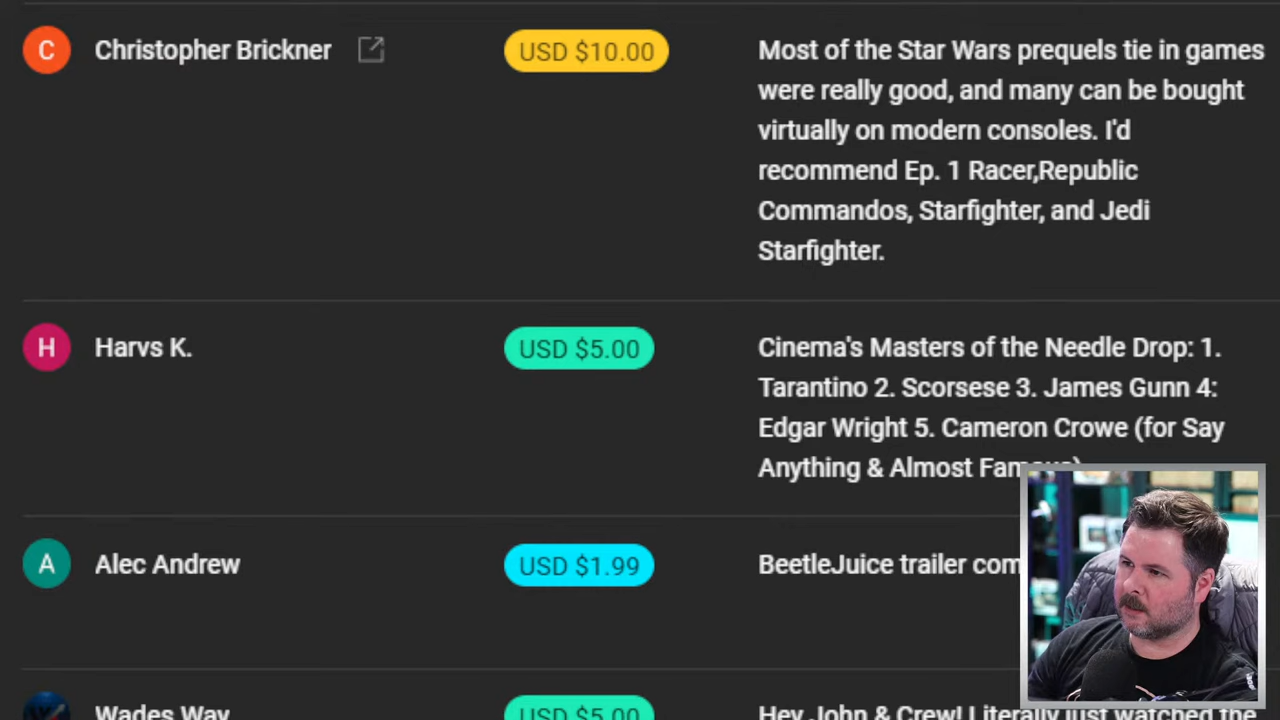 C Christopher Brickner USD $10.00 Most of the Star Wars prequels tie in games
were really good, and many can be bought
virtually on modern consoles. I'd
recommend Ep. 1 Racer,Republic
Commandos, Starfighter, and Jedi
Starfighter.
H Harvs K. USD $5.00 Cinema's Masters of the Needle Drop: 1.
Tarantino 2. Scorsese 3. James Gunn 4:
Edgar Wright 5. Cameron Crowe (for Say
Anything & Almost
A Alec Andrew USD $1.99 BeetleJuice trailer
Wades Way USD $5.00 Hey John & Crew! Literally just watched the